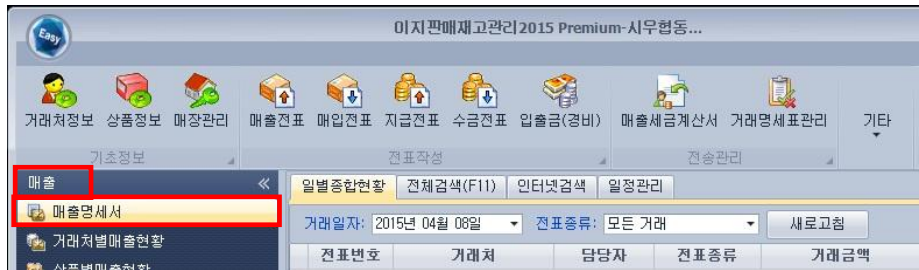 Easy
이지판매재고관리2015 Premium-시우협동...
거래처정보 상품정보 매장관리 매출전표 매입전표 지급전표 수금전표 입출금(경비) 매출세금계산서 거래명세표관리 기타
기초정보 전표작성 전송관리
매출 일별종합현황 전체검색(F11) 인터넷검색 일정관리
매출명세서 거래일자: 2015년 04월 08일 전표종류: 모든 거래 새로고침
거래처별매출현황 전표번호 거래처 담당자 전표종류 거래금액
상품별매출현황